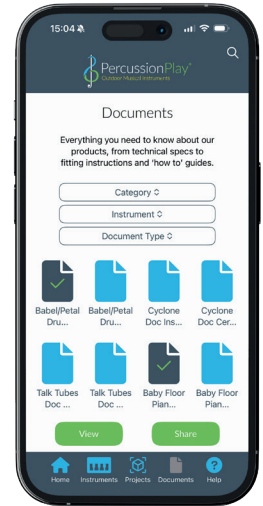 15:04
PercussionPlay
Outdoor Musical Instruments
Documents
Everything you need to know about our
products, from technical specs to
fitting instructions and 'how to' guides.
Category
Instrument
Document Type
Babel/Petal Dru...
Babel/Petal Dru...
Cyclone Doc Ins...
Cyclone Doc Cer...
Talk Tubes Doc ...
Talk Tubes Doc ...
Baby Floor Pian...
Baby Floor Pian...
View
Share
Home
Instruments
Projects
Documents
Help